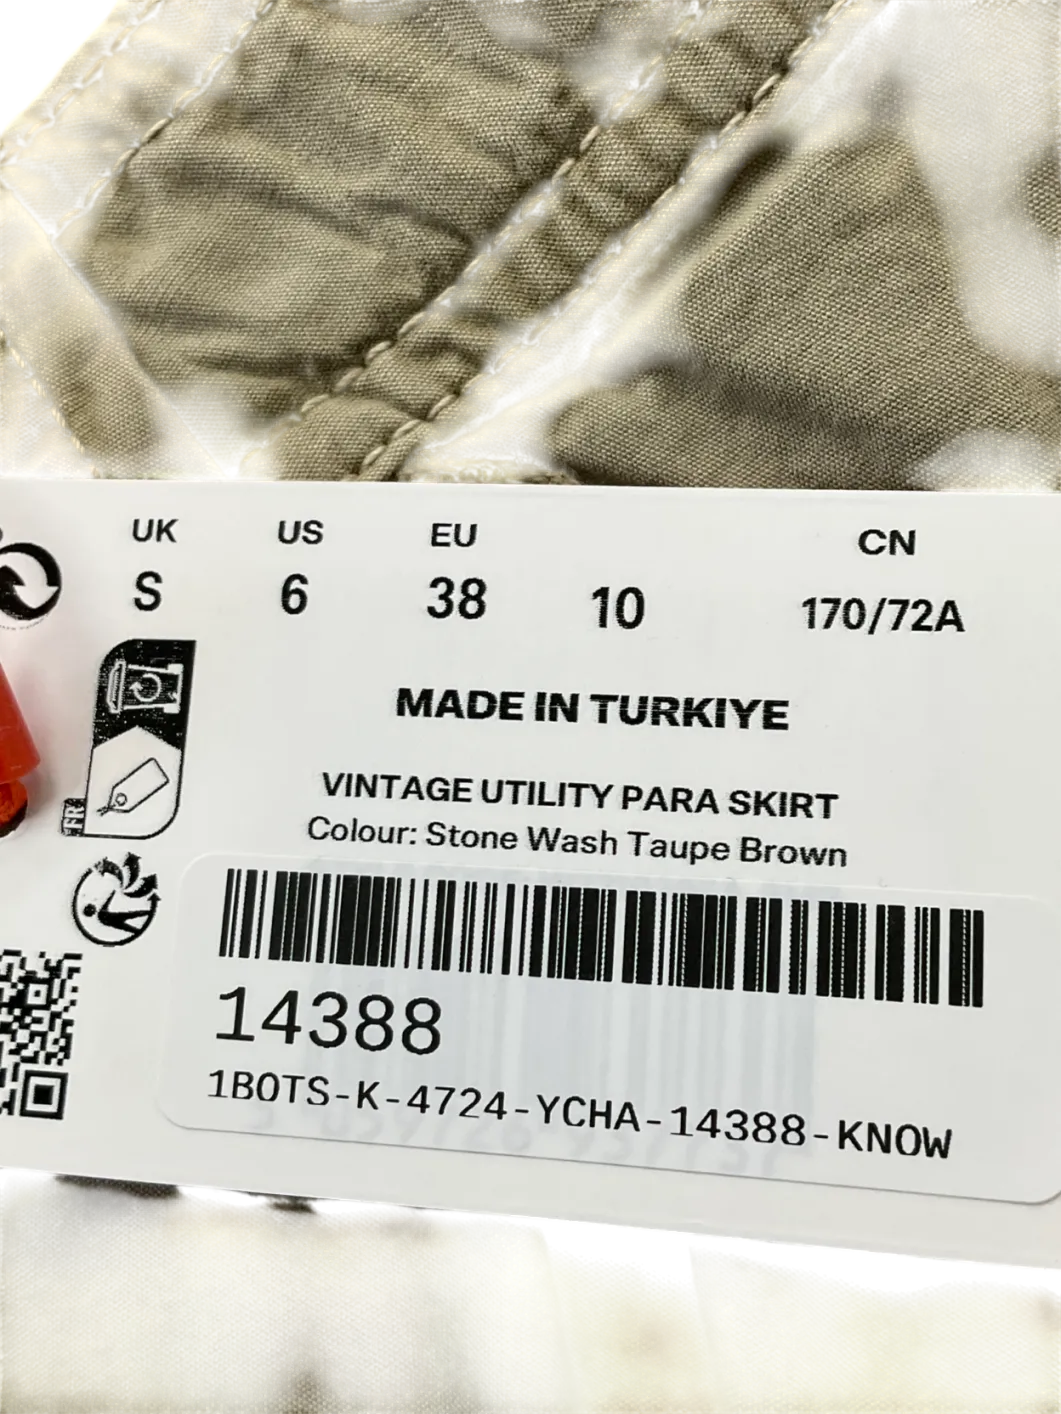 UK US EU CN
S 6 38 10 170/72A
MADE IN TURKIYE
VINTAGE UTILITY PARA SKIRT
Colour: Stone Wash Taupe Brown
FR
14388
1BOTS-K-4724-YCHA-14388-KNOW